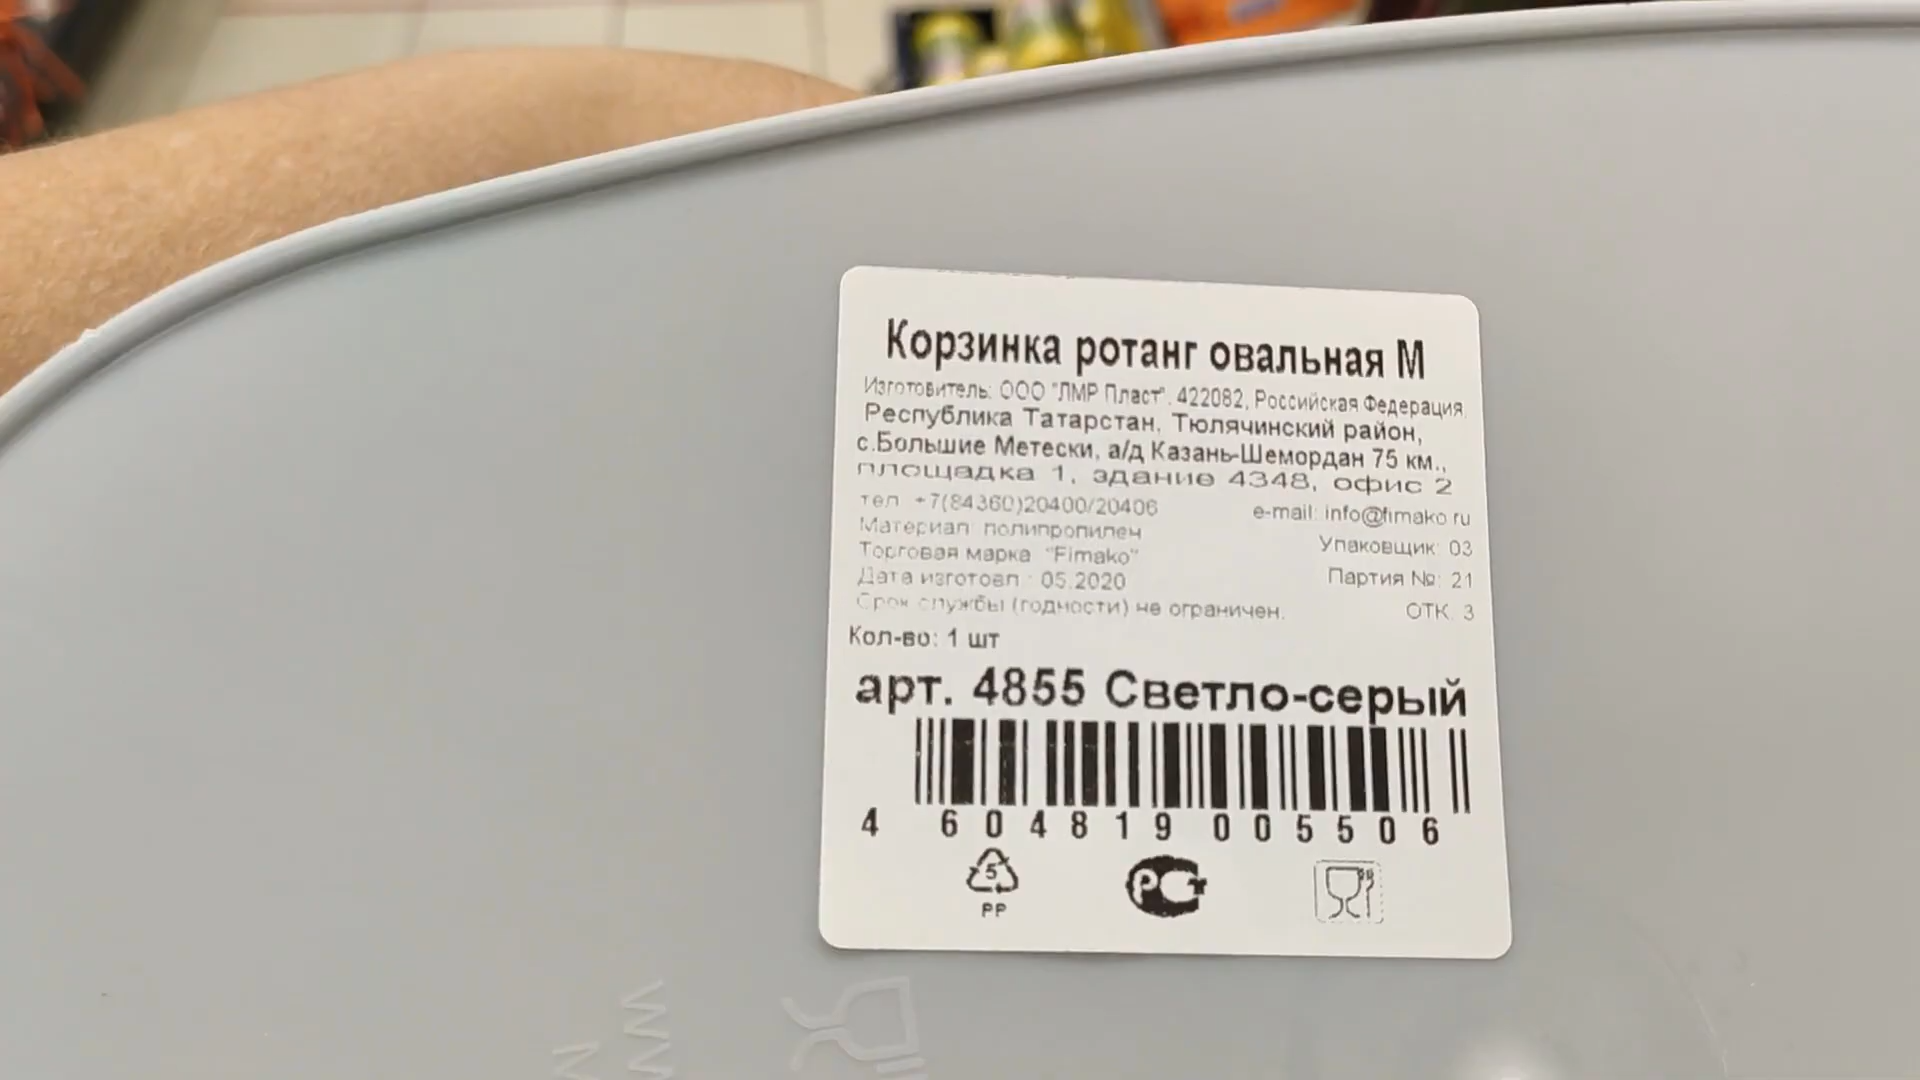 Корзинка ротанг овальная М
Изготовитель: ООО "ЛМР Пласт". 422082, Российская Федерация,
Республика Татарстан, Тюлячинский район,
с.Большие Метески, а/д Казань-Шемордан 75 км.,
площадка 1, здание 4348, офис 2
тел. +7(84360)20400/20406 e-mail: info@fimako.ru
Материал: полипропилен
Упаковщик: 03
Торговая марка "Fimako"
Партия №: 21
Дата изготовл.: 05.2020
Срок службы (годности) не ограничен.
ОТК: 3
Кол-во: 1 шт
арт. 4855 Светло-серый
4 604819 005506
5
PP
РСТ